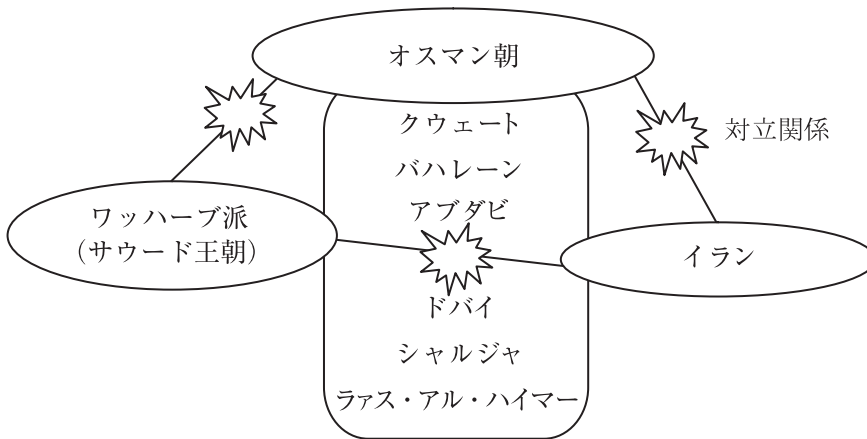 オスマン朝
クウェート
対立関係
バハレーン
アブダビ
ワッハーブ派
（サウード王朝）
イラン
ドバイ
シャルジャ
ラァス・アル・ハイマー